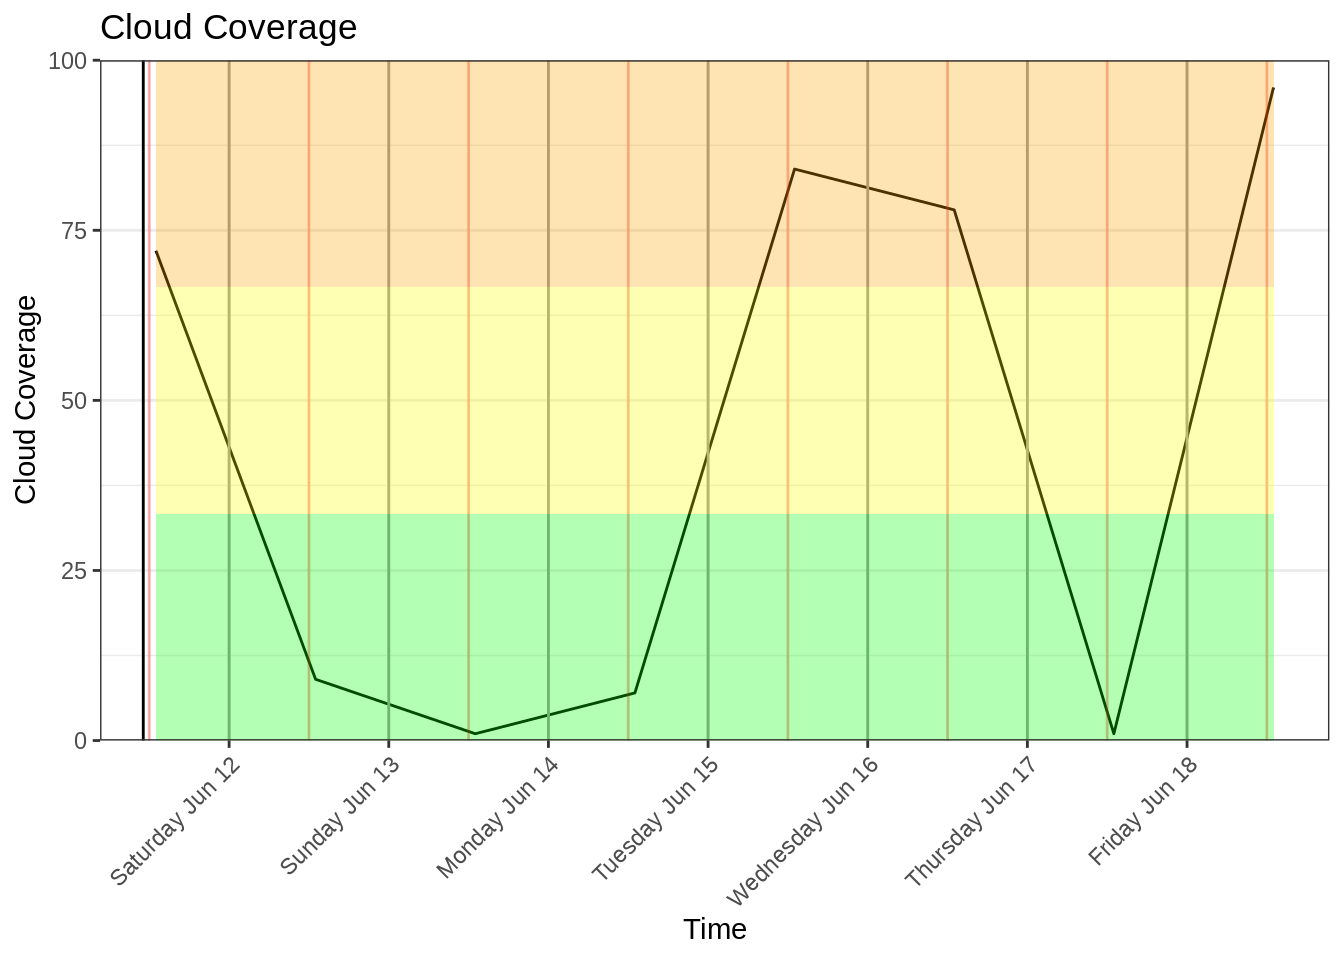 Cloud Coverage
100
75
50
25
0
Cloud Coverage
Saturday Jun 12
Sunday Jun 13
Monday Jun 14
Tuesday Jun 15
Wednesday Jun 16
Thursday Jun 17
Friday Jun 18
Time